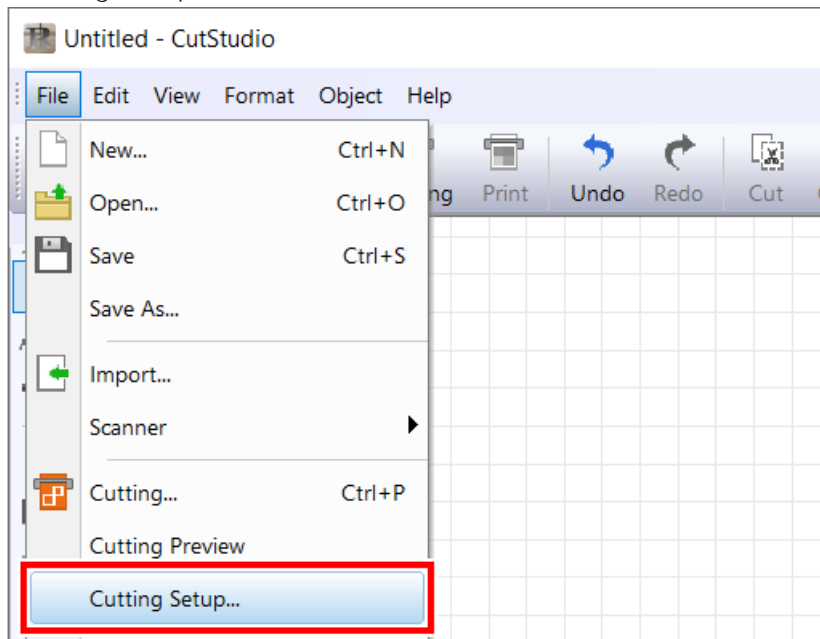 Untitled - CutStudio
File Edit View Format Object Help
New... Ctrl+N
Open... Ctrl+O
Print Undo Redo Cut
Save Ctrl+S
Save As...
Import...
Scanner
Cutting... Ctrl+P
Cutting Preview
Cutting Setup...